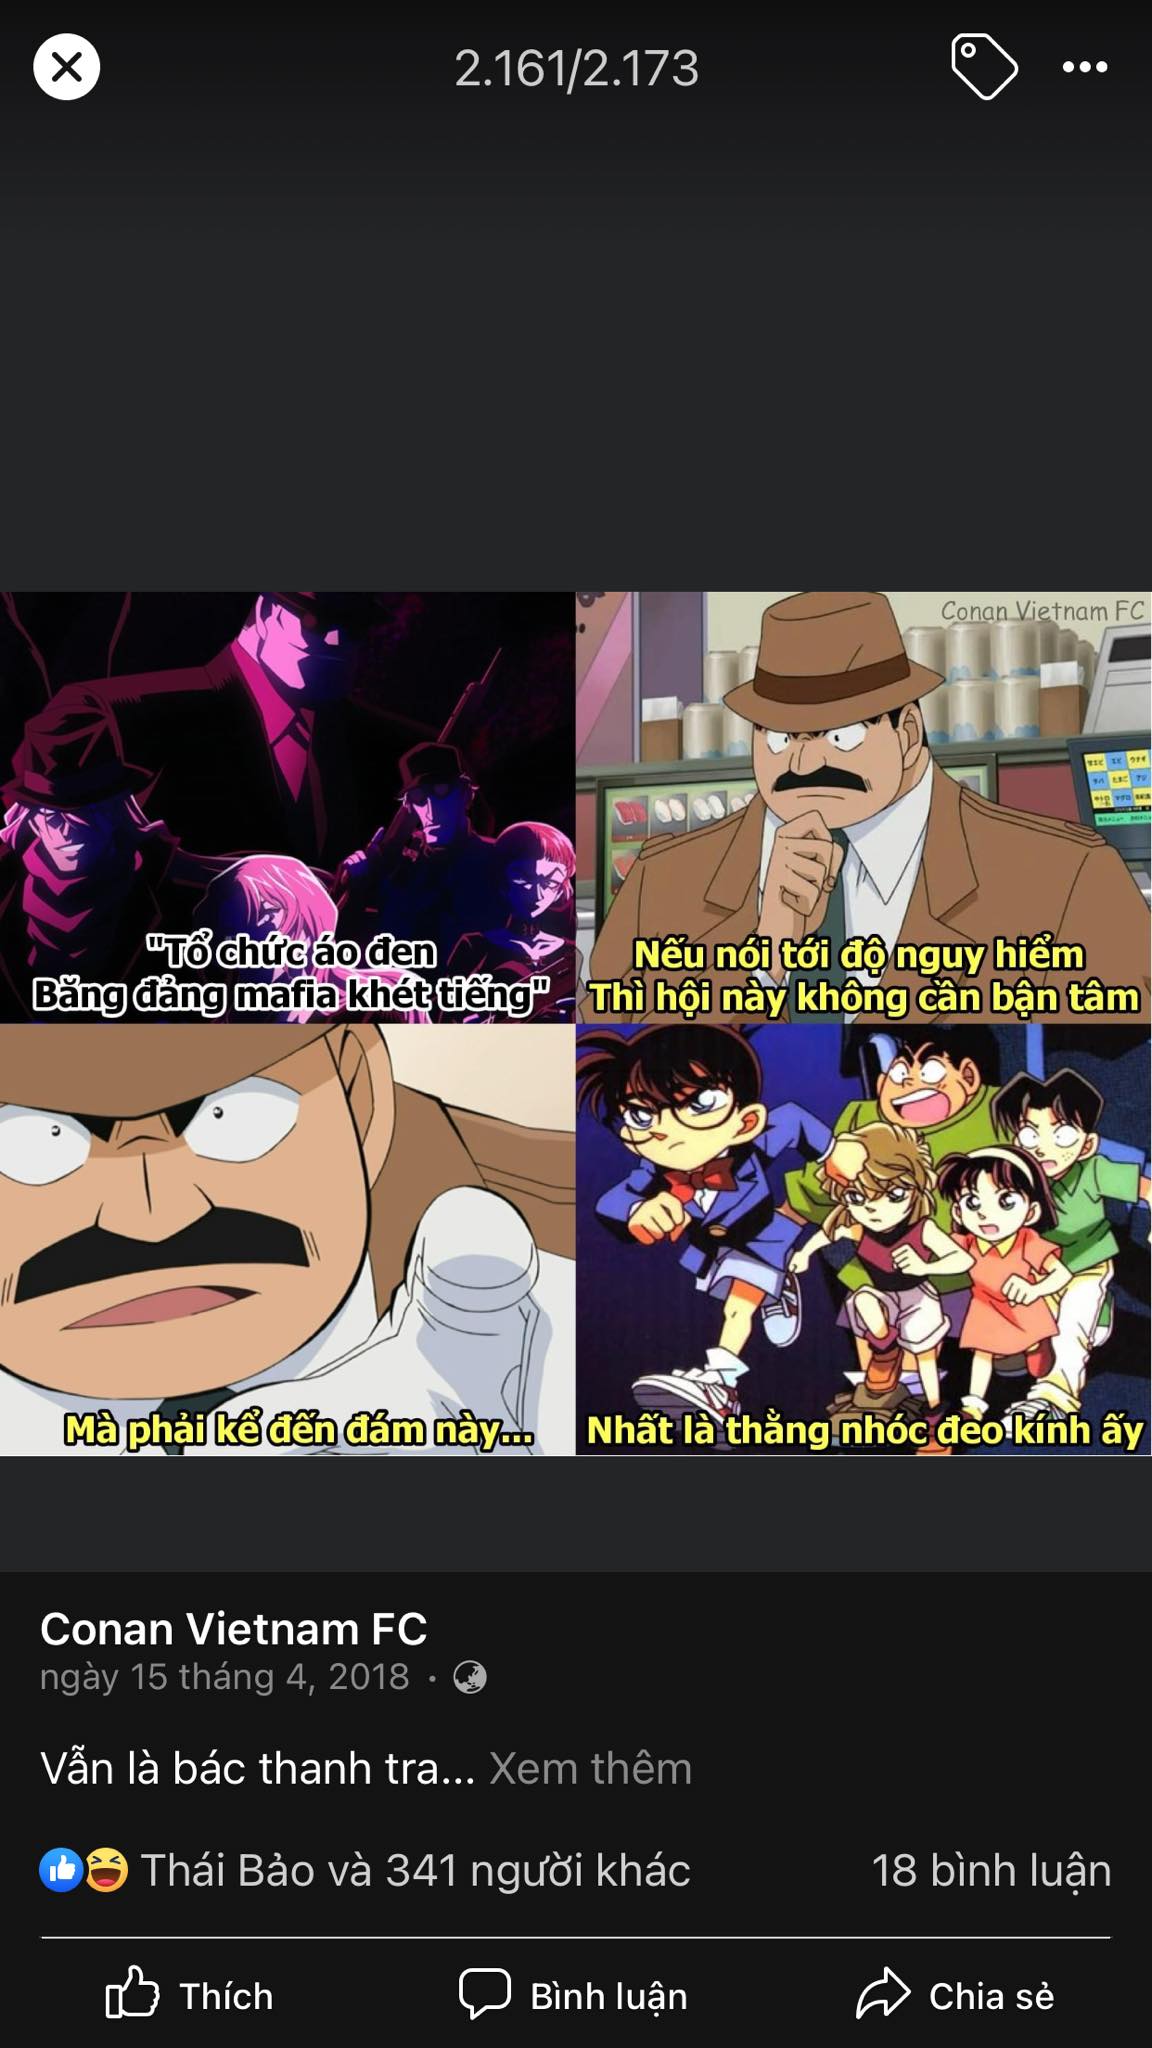 2.161/2.173
Conan Vietnam FC
"Tổ chức áo đen
Băng đảng mafia khét tiếng"
Nếu nói tới độ nguy hiểm
Thì hội này không cần bận tâm
Mà phải kể đến đám này...
Nhất là thằng nhóc đeo kính ấy
Conan Vietnam FC
ngày 15 tháng 4, 2018 ·
Vẫn là bác thanh tra... Xem thêm
Thái Bảo và 341 người khác
18 bình luận
Thích
Bình luận
Chia sẻ